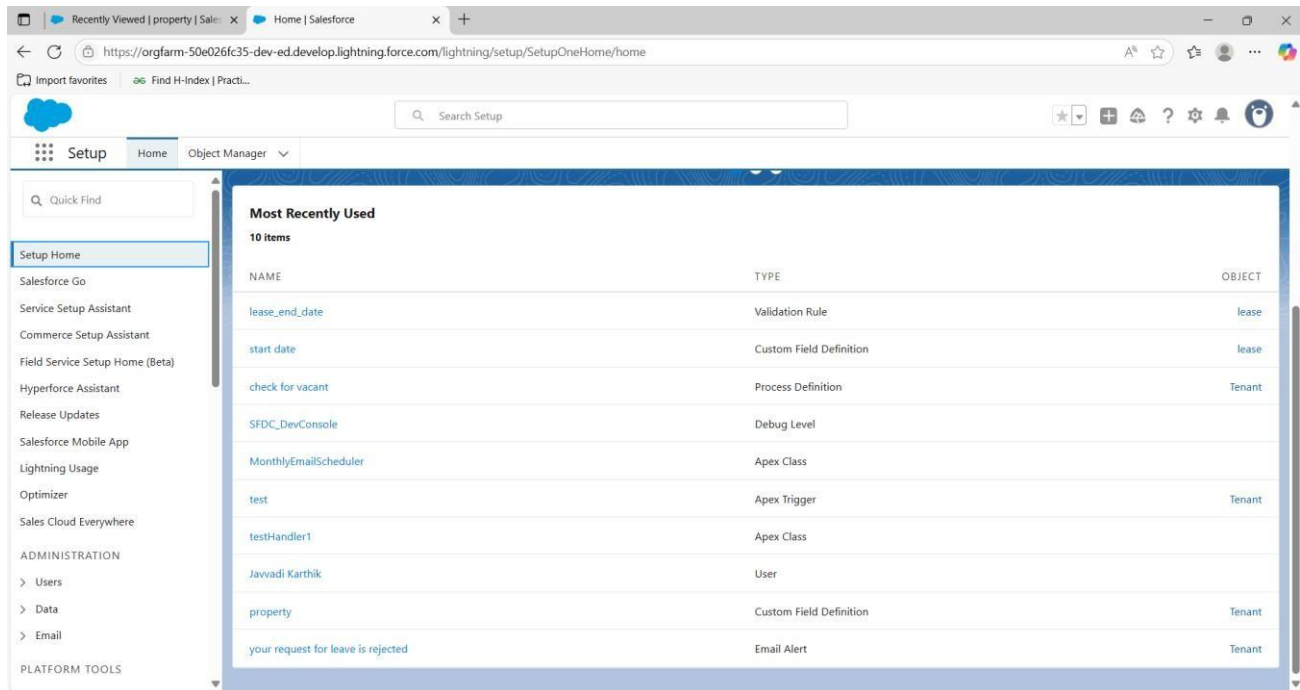 Recently Viewed | property | Sales
Home | Salesforce
https://orgfarm-50e026fc35-dev-ed.develop.lightning.force.com/lightning/setup/SetupOneHome/home
Import favorites
Find H-Index | Practi...
Search Setup
Setup
Home
Object Manager
Quick Find
Setup Home
Salesforce Go
Service Setup Assistant
Commerce Setup Assistant
Field Service Setup Home (Beta)
Hyperforce Assistant
Release Updates
Salesforce Mobile App
Lightning Usage
Optimizer
Sales Cloud Everywhere
ADMINISTRATION
Users
Data
Email
PLATFORM TOOLS
Most Recently Used
10 items
NAME TYPE OBJECT
lease_end_date Validation Rule lease
start date Custom Field Definition lease
check for vacant Process Definition Tenant
SFDC_DevConsole Debug Level
MonthlyEmailScheduler Apex Class
test Apex Trigger Tenant
testHandler1 Apex Class
Javvadi Karthik User
property Custom Field Definition Tenant
your request for leave is rejected Email Alert Tenant